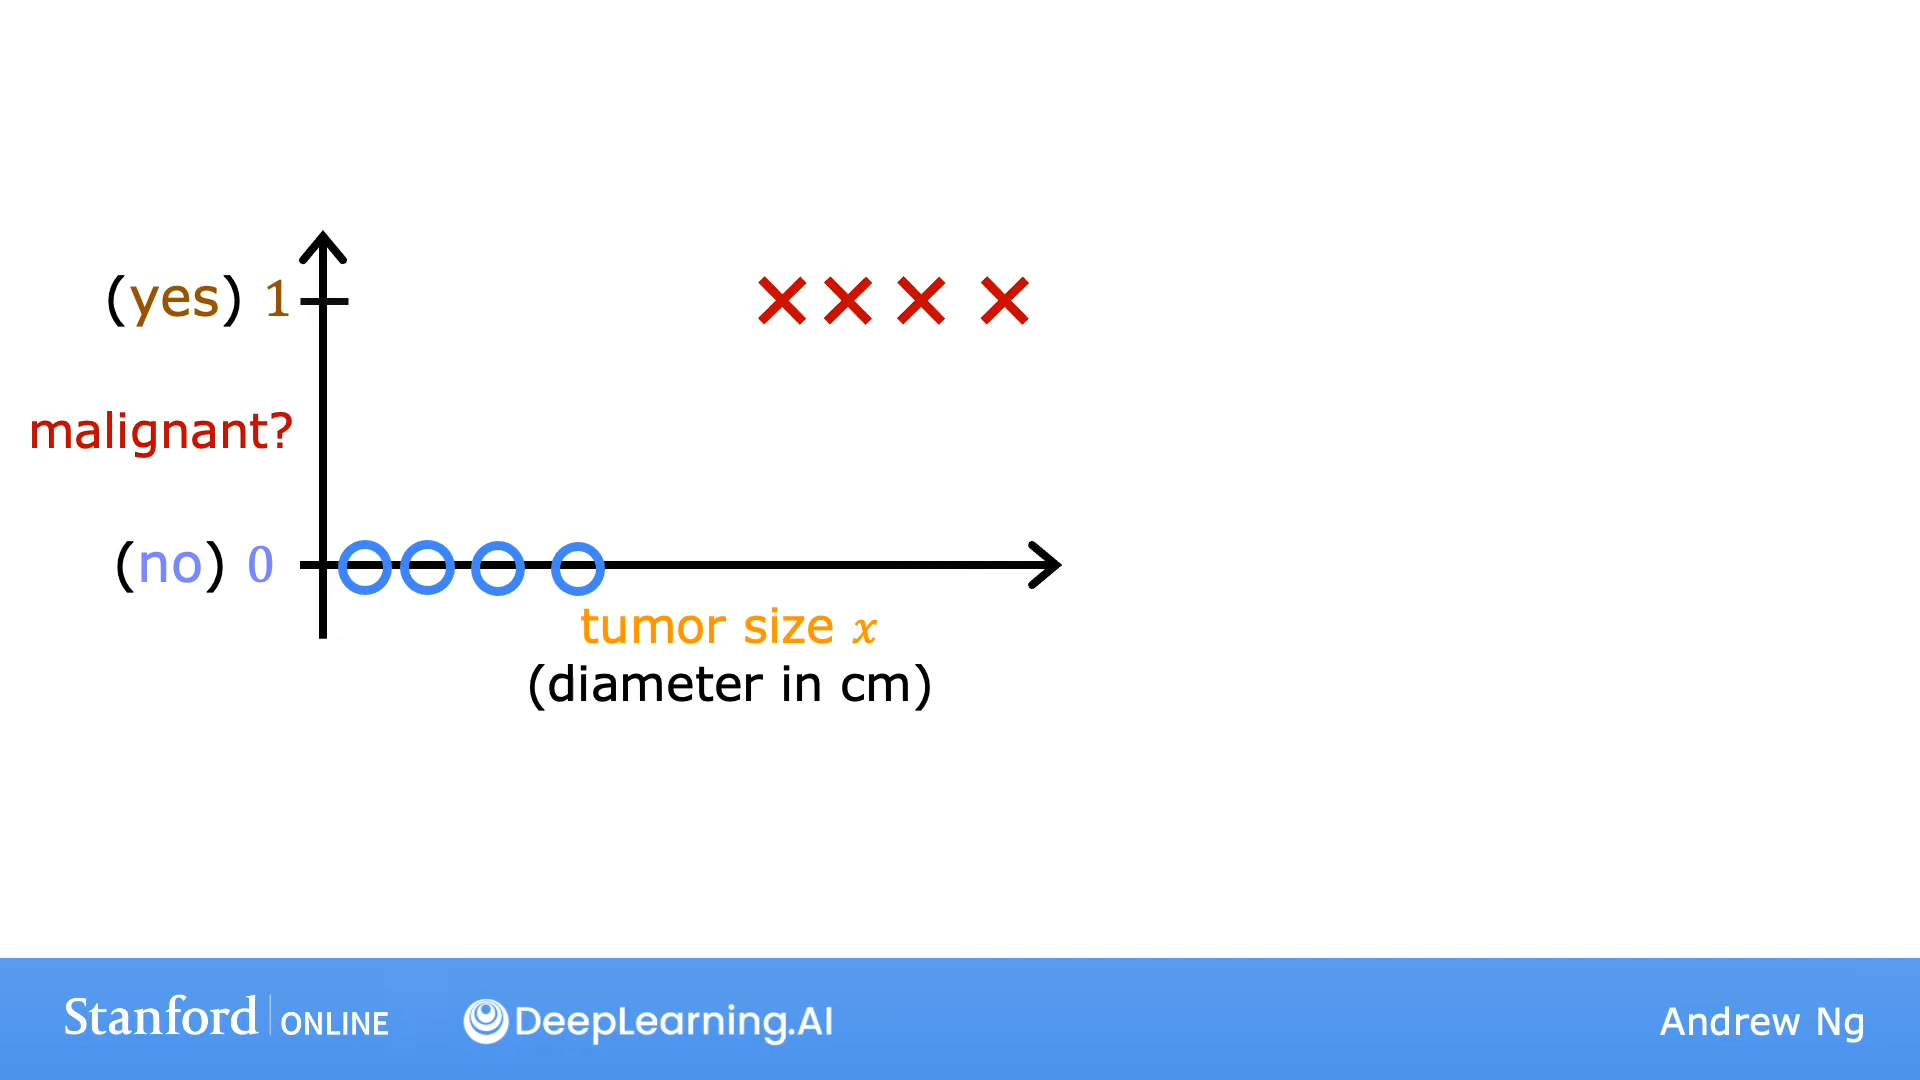 (yes) 1
malignant?
(no) 0
tumor size x
(diameter in cm)
Stanford ONLINE
DeepLearning.AI
Andrew Ng